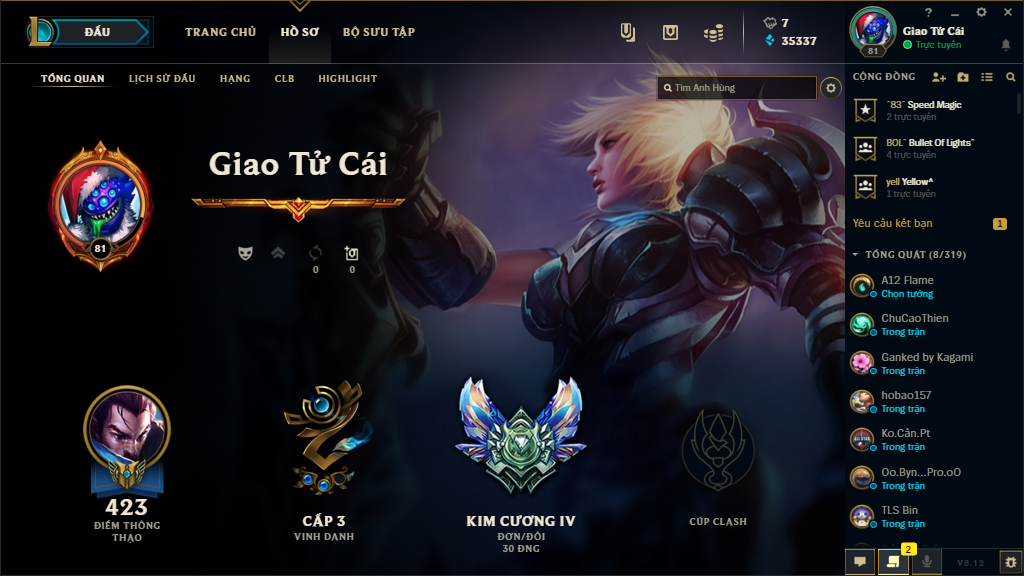 ĐẤU
TRANG CHỦ
HỒ SƠ
BỘ SƯU TẬP
7
35337
81
?
Giao Tử Cái
Trực tuyến
TỔNG QUAN
LỊCH SỬ ĐẤU
HẠNG
CLB
HIGHLIGHT
Tìm Anh Hùng
CỘNG ĐỒNG
Giao Tử Cái
81
0
0
ˆ83ˆ Speed Magic
2 trực tuyến
BOLˆ Bullet Of Lightsˆ
4 trực tuyến
yell Yellow^
1 trực tuyến
Yêu cầu kết bạn
1
TỔNG QUÁT (8/319)
A12 Flame
Chọn tướng
ChuCaoThien
Trong trận
Ganked by Kagami
Trong trận
hobao157
Trong trận
Ko.Cần.Pt
Trong trận
Oo.Byn...Pro.oO
Trong trận
TLS Bin
Trong trận
423
ĐIỂM THÔNG
THẠO
CẤP 3
VINH DANH
KIM CƯƠNG IV
ĐƠN/ĐÔI
30 ĐNG
CÚP CLASH
2
V8.12